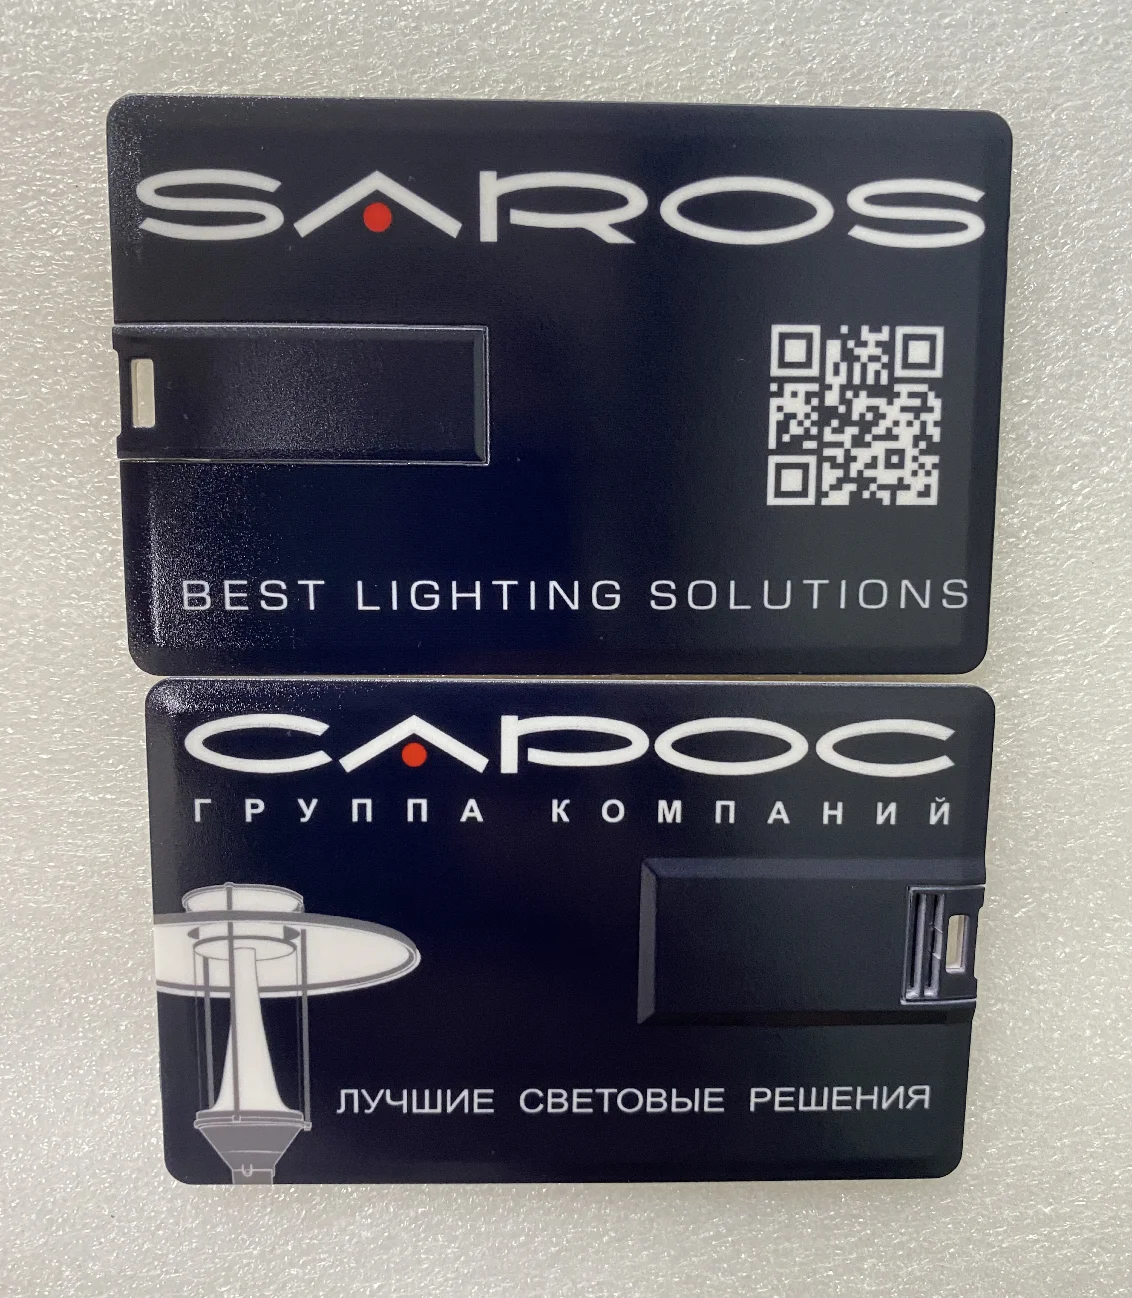 SAROS
BEST LIGHTING SOLUTIONS
САРОС
ГРУППА КОМПАНИЙ
ЛУЧШИЕ СВЕТОВЫЕ РЕШЕНИЯ